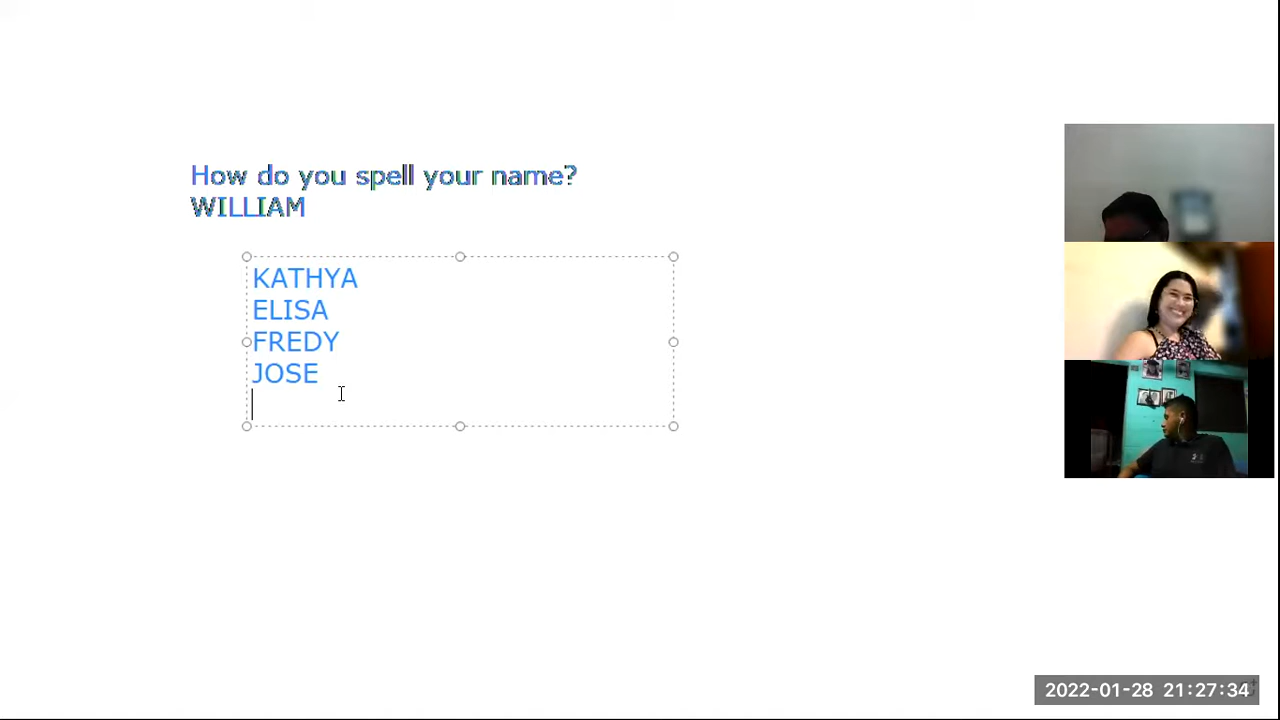 How do you spell your name?
WILLIAM
KATHYA
ELISA
FREDY
JOSE
2022-01-28 21:27:34